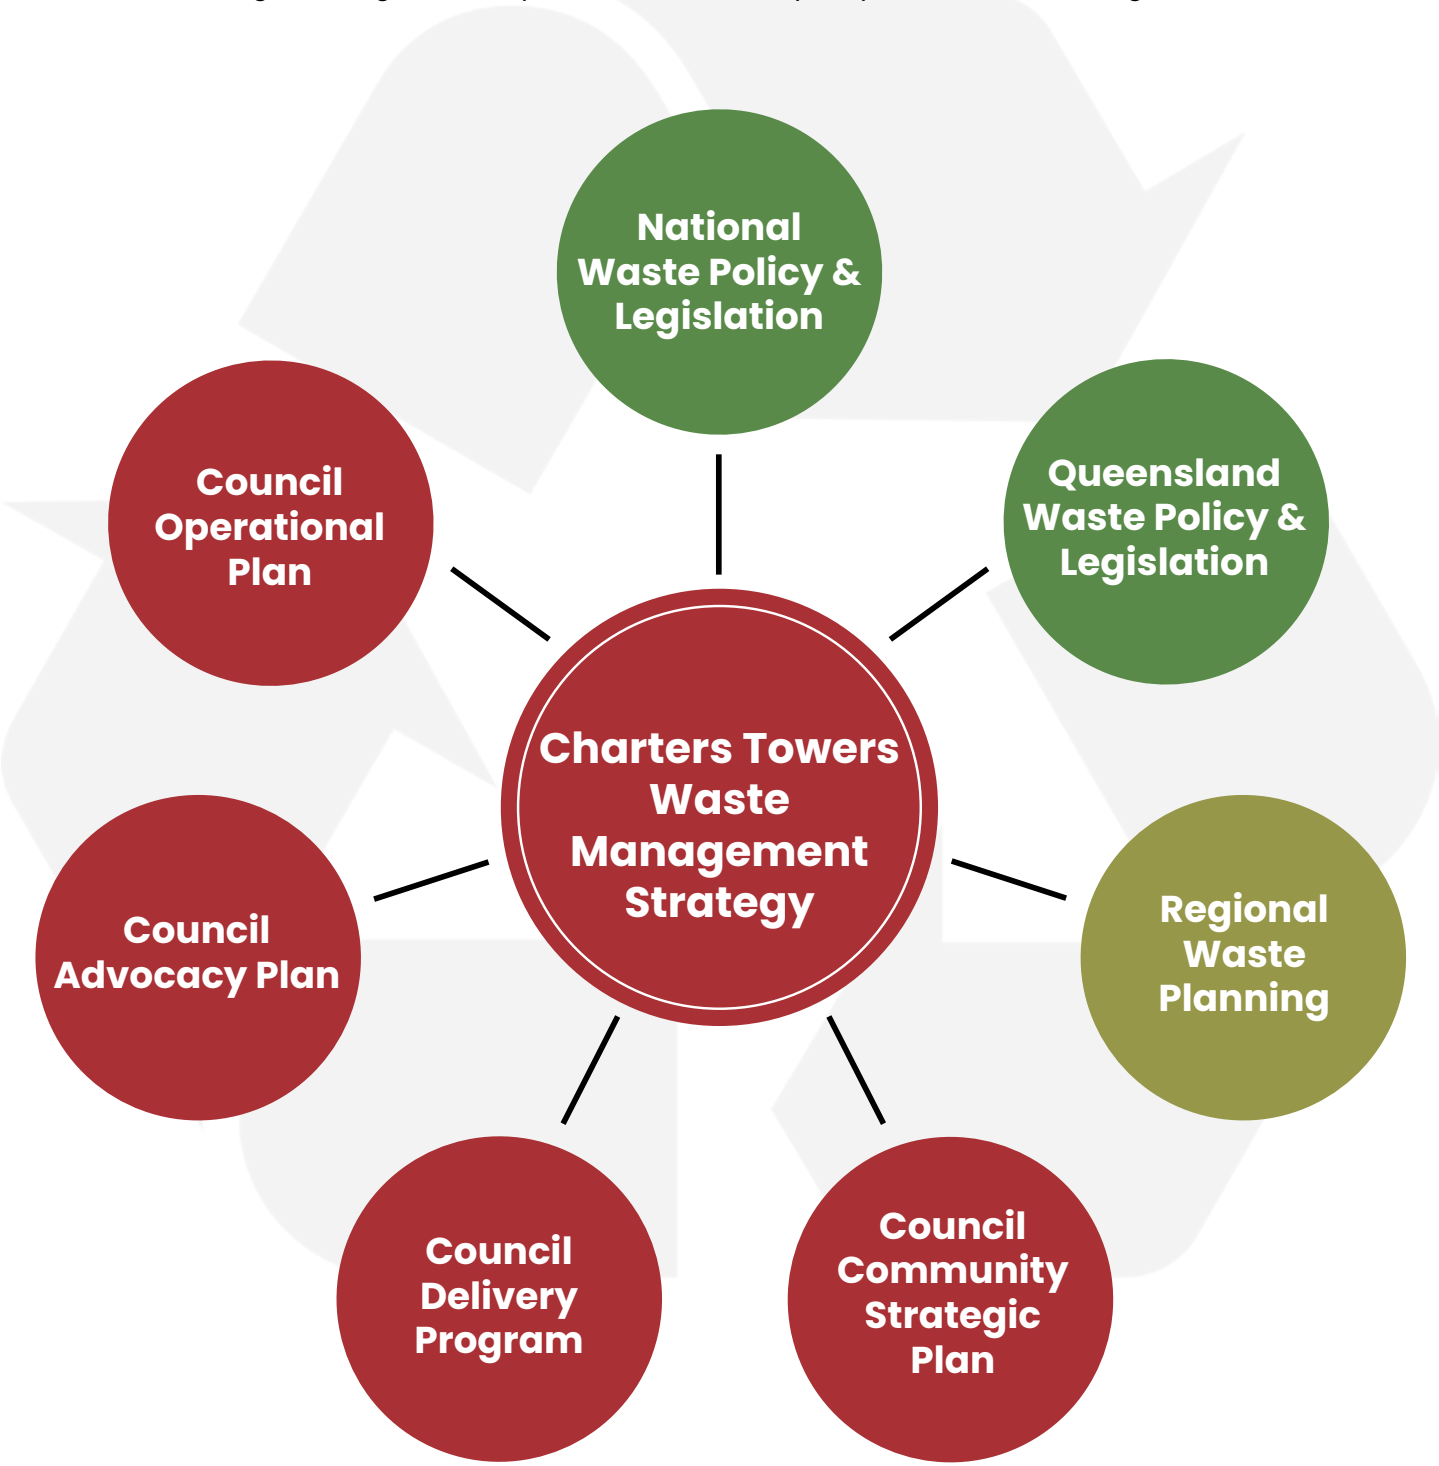 National
Waste Policy &
Legislation
Queensland
Waste Policy &
Legislation
Regional
Waste
Planning
Council
Community
Strategic
Plan
Council
Delivery
Program
Council
Advocacy Plan
Council
Operational
Plan
Charters Towers
Waste
Management
Strategy